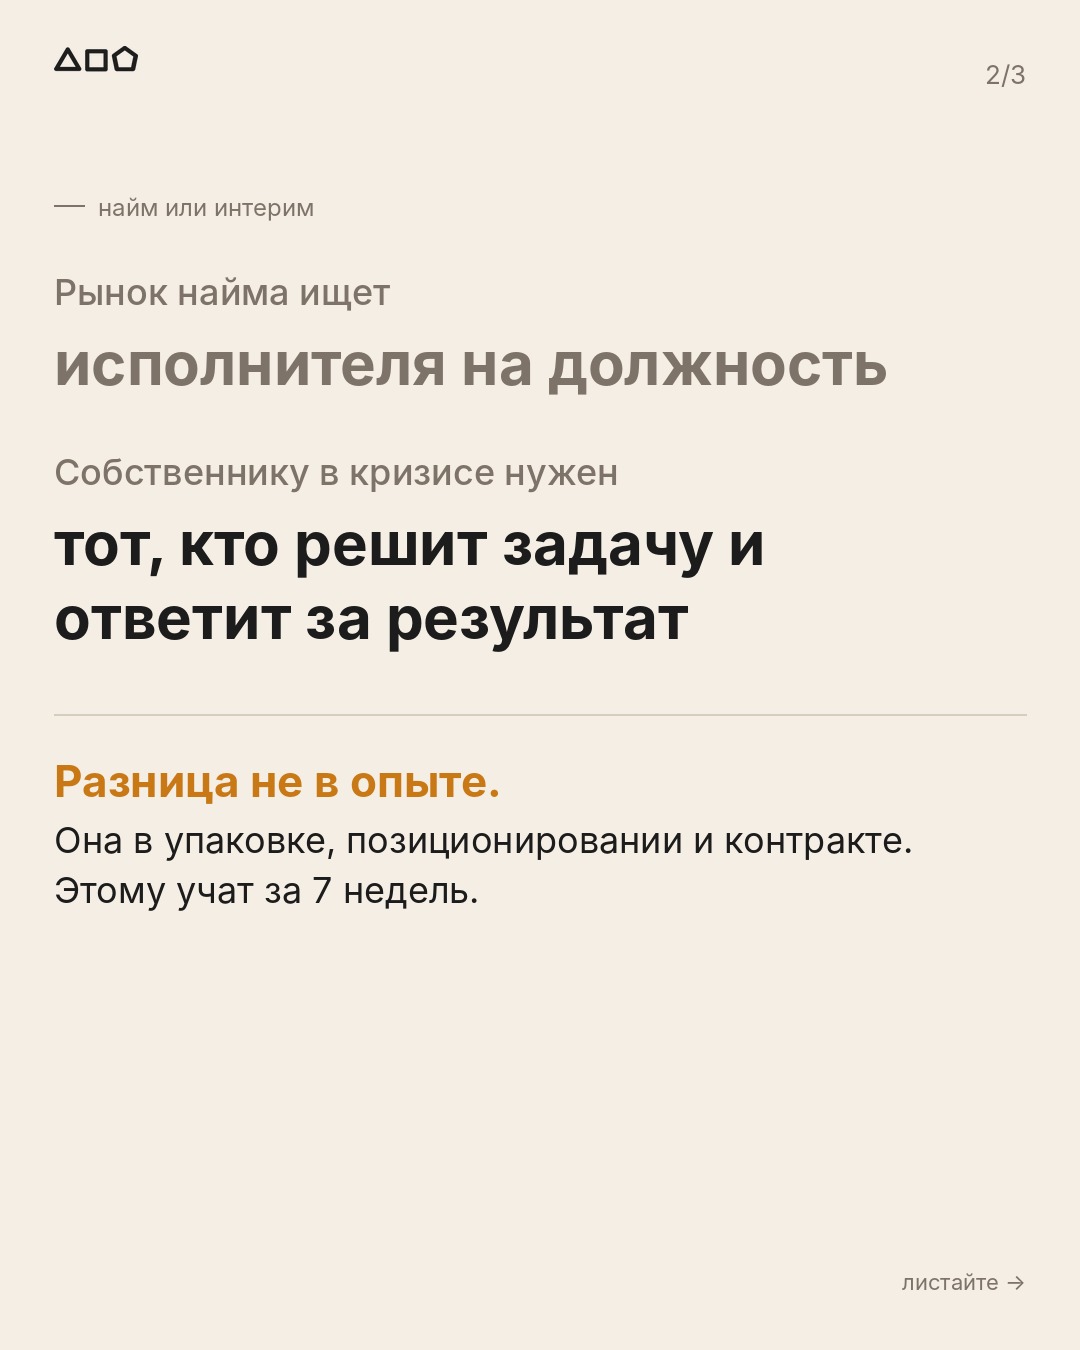 2/3
— найм или интерим
Рынок найма ищет
исполнителя на должность
Собственнику в кризисе нужен
тот, кто решит задачу и
ответит за результат
Разница не в опыте.
Она в упаковке, позиционировании и контракте.
Этому учат за 7 недель.
листайте →